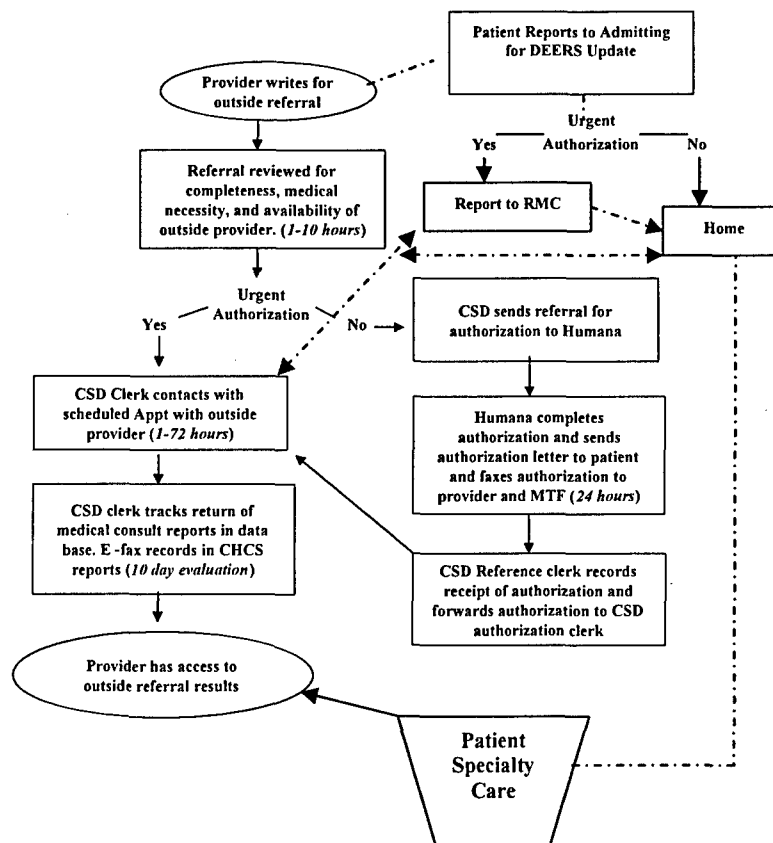 Patient Reports to Admitting
for DEERS Update
Provider writes for
outside referral
Urgent
Authorization
Yes
No
Referral reviewed for
completeness, medical
necessity, and availability of
outside provider. (1-10 hours)
Report to RMC
Home
Urgent
Authorization
Yes
No
CSD sends referral for
authorization to Humana
CSD Clerk contacts with
scheduled Appt with outside
provider (1-72 hours)
Humana completes
authorization and sends
authorization letter to patient
and faxes authorization to
provider and MTF (24 hours)
CSD clerk tracks return of
medical consult reports in data
base. E -fax records in CHCS
reports (10 day evaluation)
CSD Reference clerk records
receipt of authorization and
forwards authorization to CSD
authorization clerk
Provider has access to
outside referral results
Patient
Specialty
Care